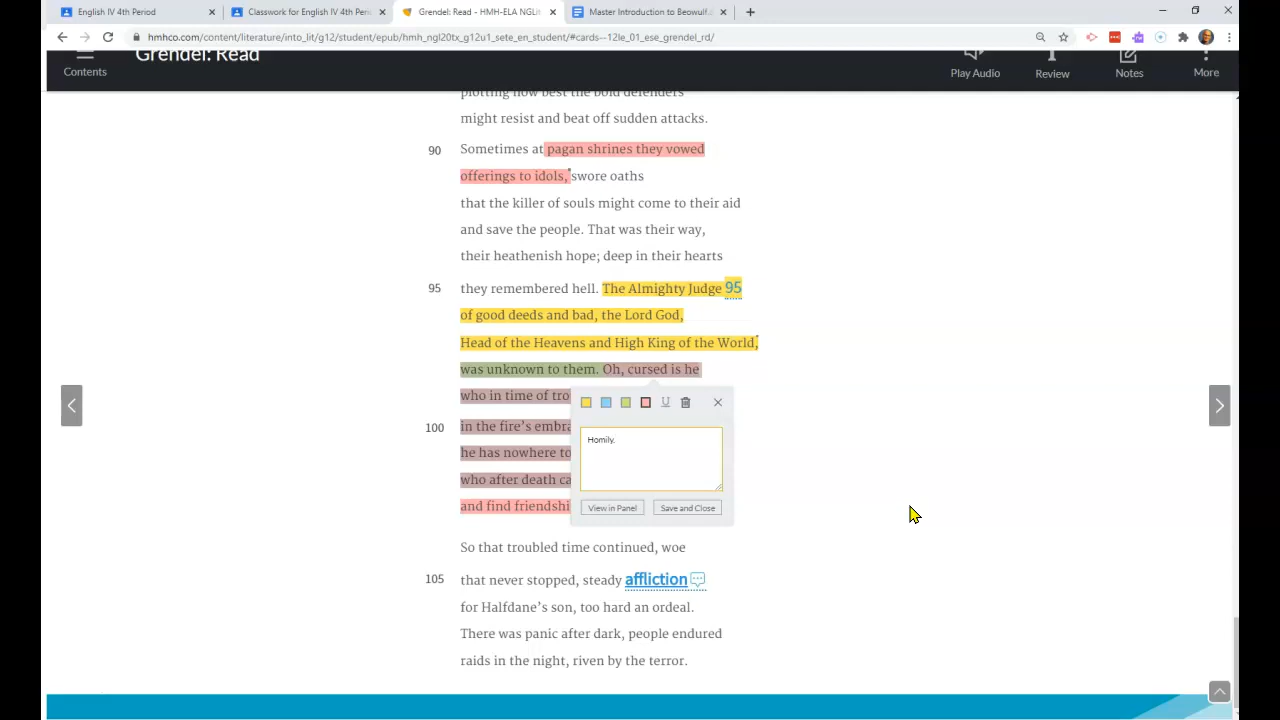 English IV 4th Period
Classwork for English IV 4th Per
Grendel: Read - HMH-ELA NGLin
Master Introduction to Beowulf.
hmhco.com/content/literature/into_lit/g12/student/epub/hmh_ngl20tx_g12u1_sete_en_student/#cards--12le_01_ese_grendel_rd/
Contents
Grendel: Read
Play Audio
Review
Notes
More
plotting how best the bold defenders
might resist and beat off sudden attacks.
90 Sometimes at pagan shrines they vowed
offerings to idols, swore oaths
that the killer of souls might come to their aid
and save the people. That was their way,
their heathenish hope; deep in their hearts
95 they remembered hell. The Almighty Judge 95
of good deeds and bad, the Lord God,
Head of the Heavens and High King of the World,
was unknown to them. Oh, cursed is he
who in time of tro
100 in the fire's embra
he has nowhere to
who after death ca
and find friendshi
Homily.
View in Panel
Save and Close
So that troubled time continued, woe
105 that never stopped, steady affliction
for Halfdane's son, too hard an ordeal.
There was panic after dark, people endured
raids in the night, riven by the terror.